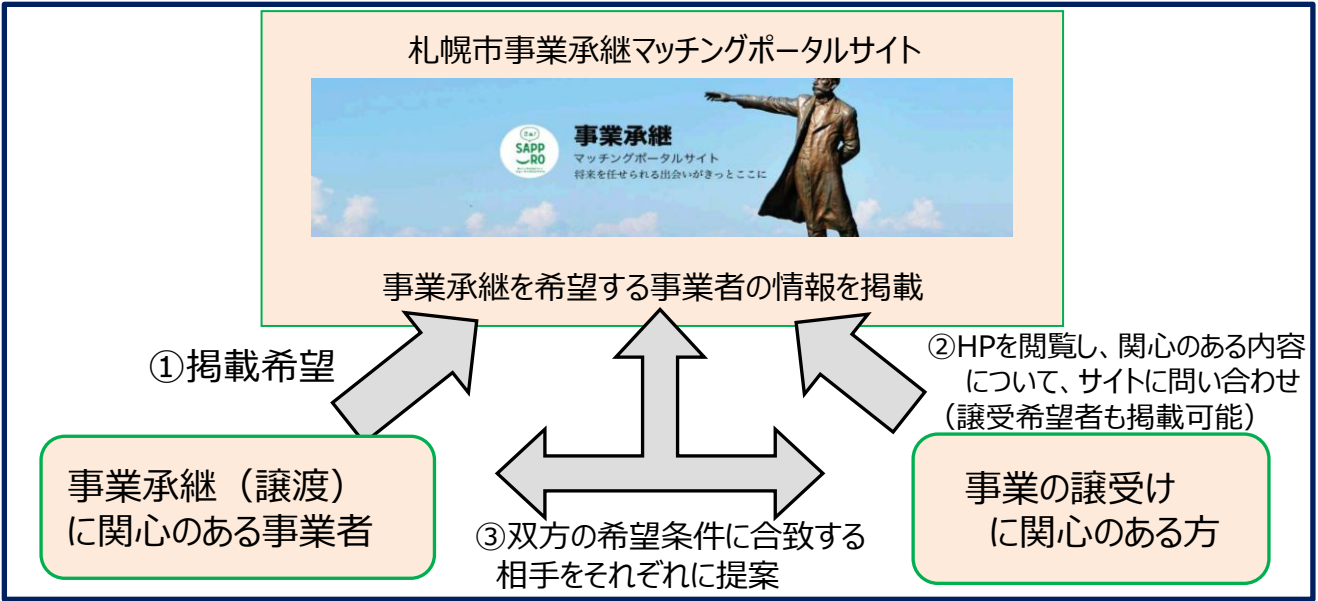 札幌市事業承継マッチングポータルサイト
SAPP
RO
事業承継
マッチングポータルサイト
将来を任せられる出会いがきっとここに
事業承継を希望する事業者の情報を掲載
①掲載希望
②HPを閲覧し、関心のある内容
について、サイトに問い合わせ
（譲受希望者も掲載可能）
事業承継（譲渡）
に関心のある事業者
事業の譲受け
に関心のある方
③双方の希望条件に合致する
相手をそれぞれに提案